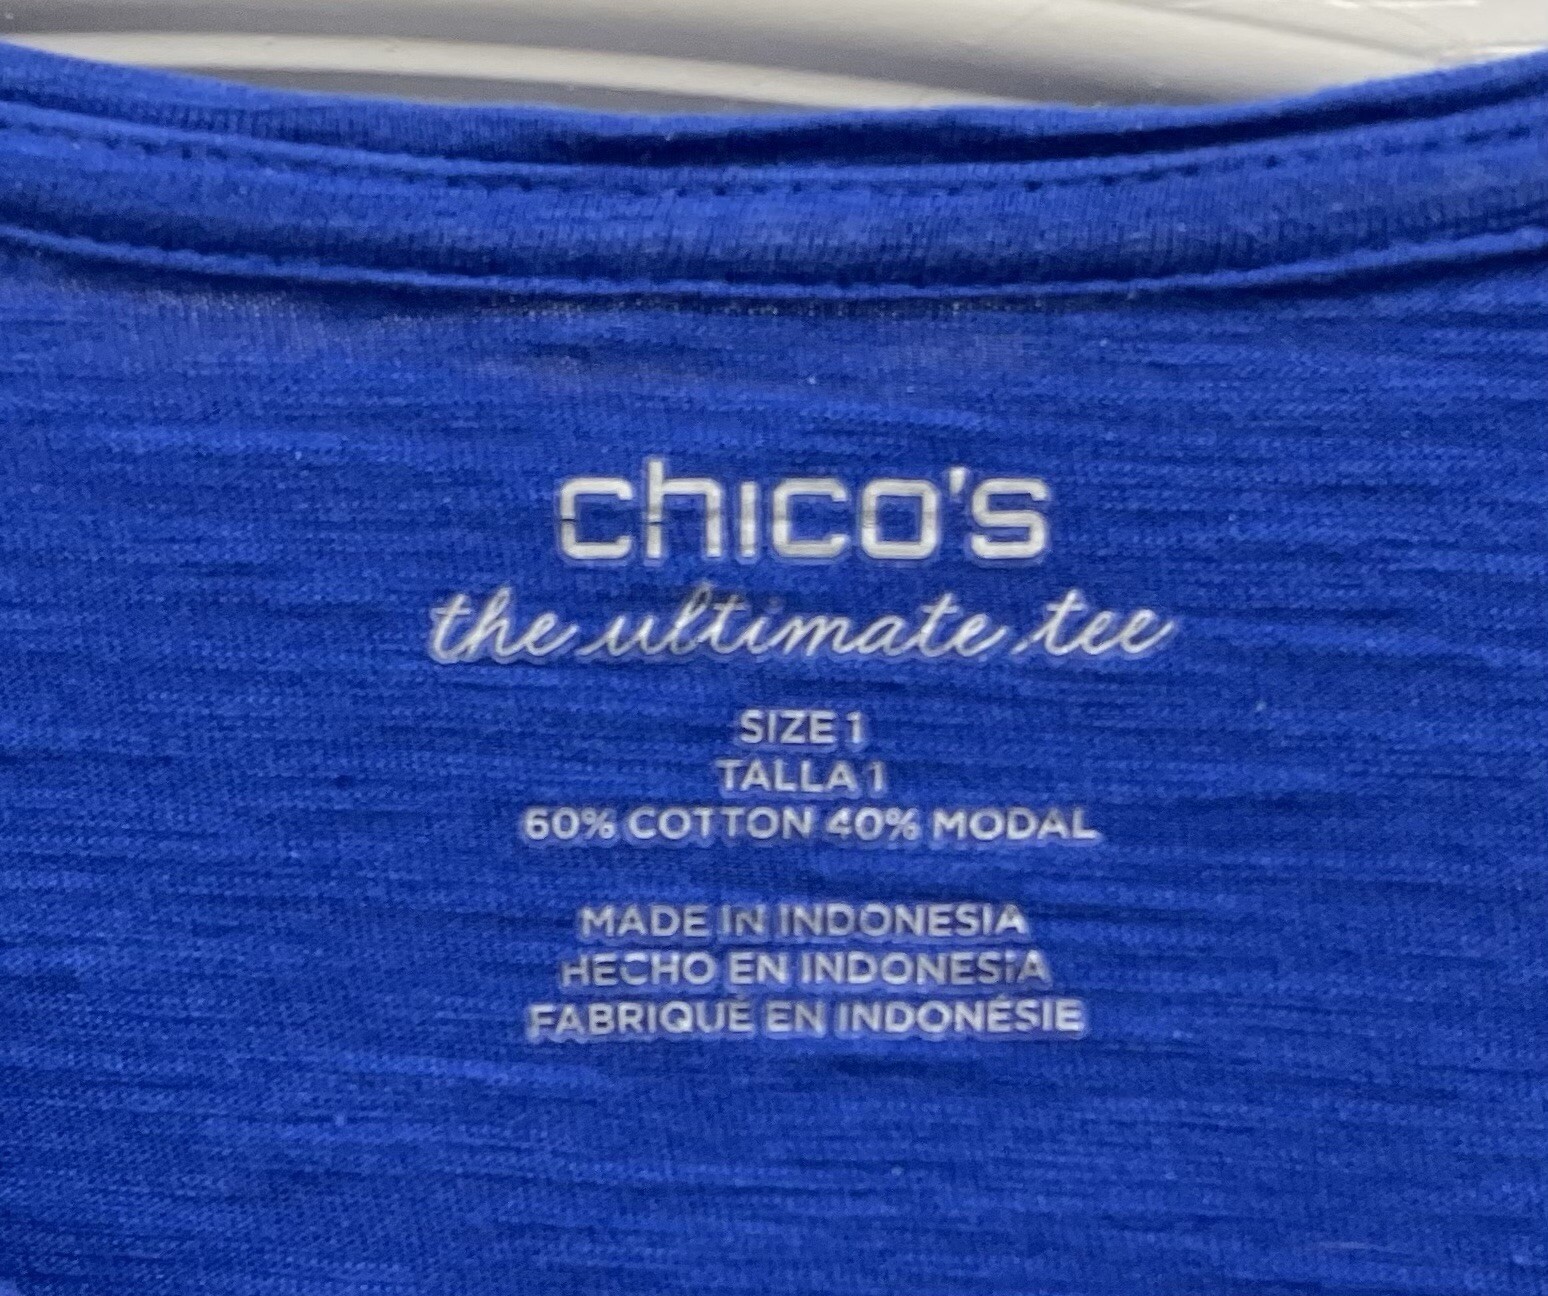 chico's
the ultimate tee
SIZE 1
TALLA 1
60% COTTON 40% MODAL
MADE IN INDONESIA
HECHO EN INDONESIA
FABRIQUÉ EN INDONÉSIE